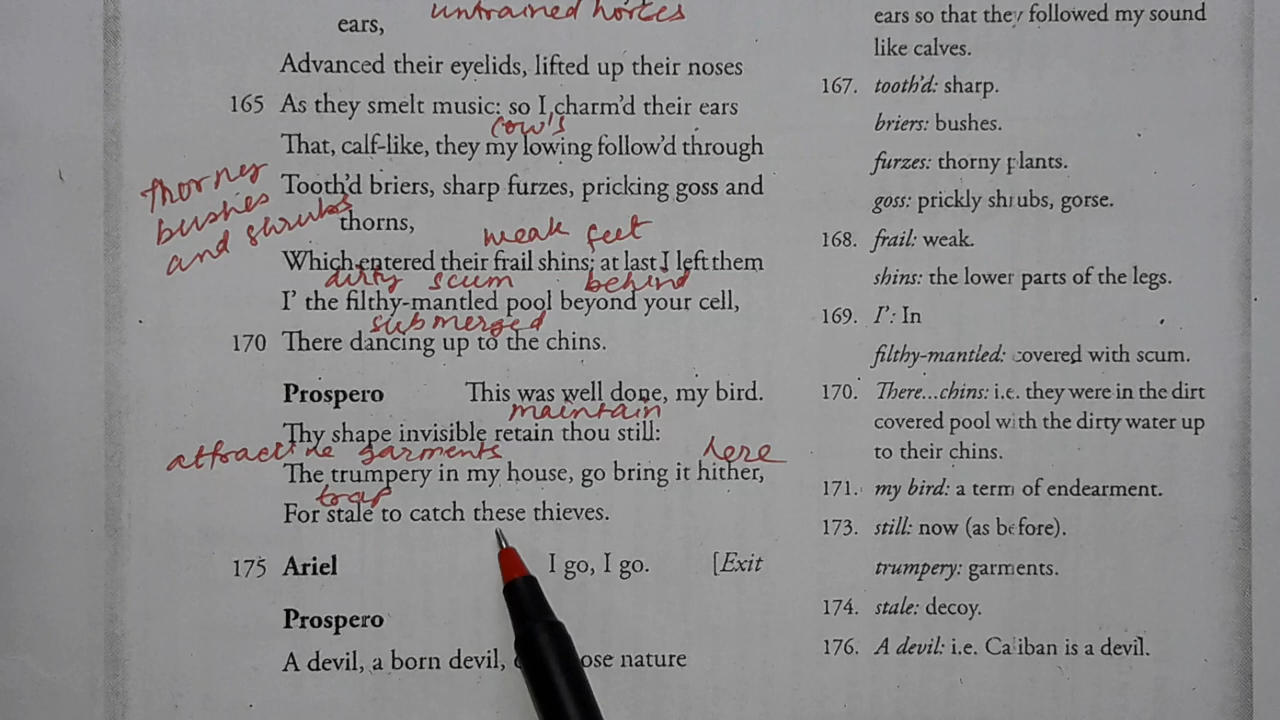 untrained horses
ears,
Advanced their eyelids, lifted up their noses
165 As they smelt music: so I charm'd their ears
cow's
That, calf-like, they my lowing follow'd through
thorney bushes and shrubs
Tooth'd briers, sharp furzes, pricking goss and
thorns,
weak feet
Which entered their frail shins; at last I left them
dirty scum behind
I' the filthy-mantled pool beyond your cell,
submerged
170 There dancing up to the chins.
Prospero This was well done, my bird.
maintain
Thy shape invisible retain thou still:
attractive garments here
The trumpery in my house, go bring it hither,
trap
For stale to catch these thieves.
175 Ariel I go, I go. [Exit
Prospero
A devil, a born devil, nature
ears so that they followed my sound
like calves.
167. tooth'd: sharp.
briers: bushes.
furzes: thorny plants.
goss: prickly shrubs, gorse.
168. frail: weak.
shins: the lower parts of the legs.
169. I': In
filthy-mantled: covered with scum.
170. There...chins: i.e. they were in the dirt
covered pool with the dirty water up
to their chins.
171. my bird: a term of endearment.
173. still: now (as before).
trumpery: garments.
174. stale: decoy.
176. A devil: i.e. Caliban is a devil.